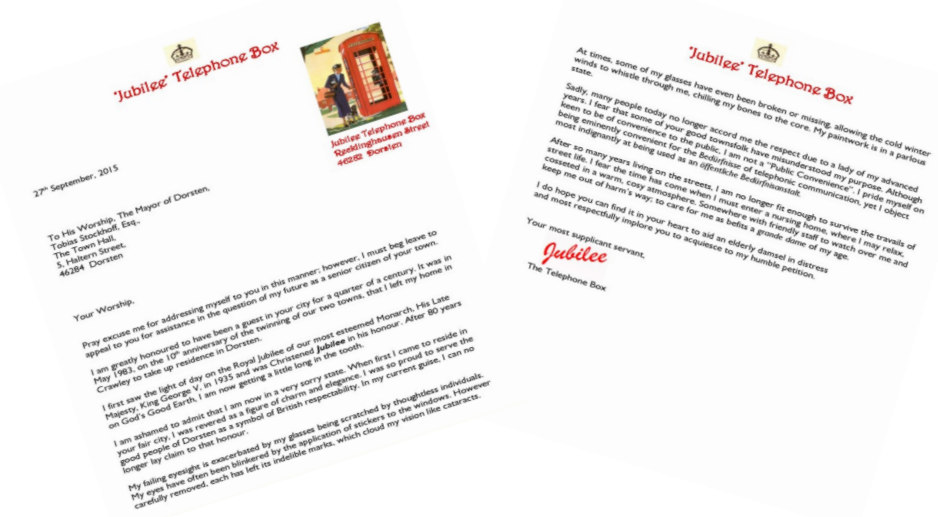 "Jubilee" Telephone Box
Jubilee Telephone Box
Recklinghausen Street
46282 Dorsten
27th September, 2015
To His Worship, The Mayor of Dorsten,
Tobias Stockhoff, Esq.,
The Town Hall,
5, Haltern Street,
46284 Dorsten
Your Worship,
Pray excuse me for addressing myself to you in this manner; however, I must beg leave to
appeal to you for assistance in the question of my future as a senior citizen of your town.
I am greatly honoured to have been a guest in your city for a quarter of a century. It was in
May 1983, on the 10th anniversary of the twinning of our two towns, that I left my home in
Crawley to take up residence in Dorsten.
I first saw the light of day on the Royal Jubilee of our most esteemed Monarch, His Late
Majesty, King George V, in 1935 and was Christened Jubilee in his honour. After 80 years
on God's Good Earth, I am now getting a little long in the tooth.
I am ashamed to admit that I am now in a very sorry state. When first I came to reside in
your fair city, I was revered as a figure of charm and elegance. I was so proud to serve the
good people of Dorsten as a symbol of British respectability. In my current guise, I can no
longer lay claim to that honour.
My failing eyesight is exacerbated by my glasses being scratched by thoughtless individuals.
My eyes have often been blinkered by the application of stickers to the windows. However
carefully removed, each has left its indelible marks, which cloud my vision like cataracts.
"Jubilee" Telephone Box
At times, some of my glasses have even been broken or missing, allowing the cold winter
winds to whistle through me, chilling my bones to the core. My paintwork is in a parlous
state.
Sadly, many people today no longer accord me the respect due to a lady of my advanced
years. I fear that some of your good townsfolk have misunderstood my purpose. Although
keen to be of convenience to the public, I am not a "Public Convenience". I pride myself on
being eminently convenient for the Bedürfnisse of telephonic communication, yet I object
most indignantly at being used as an öffentliche Bedürfnisanstalt.
After so many years living on the streets, I am no longer fit enough to survive the travails of
street life. I fear the time has come when I must enter a nursing home, where I may relax,
cosseted in a warm, cosy atmosphere. Somewhere with friendly staff to watch over me and
keep me out of harm's way; to care for me as befits a grande dame of my age.
I do hope you can find it in your heart to aid an elderly damsel in distress
and most respectfully implore you to acquiesce to my humble petition.
Your most supplicant servant,
Jubilee
The Telephone Box